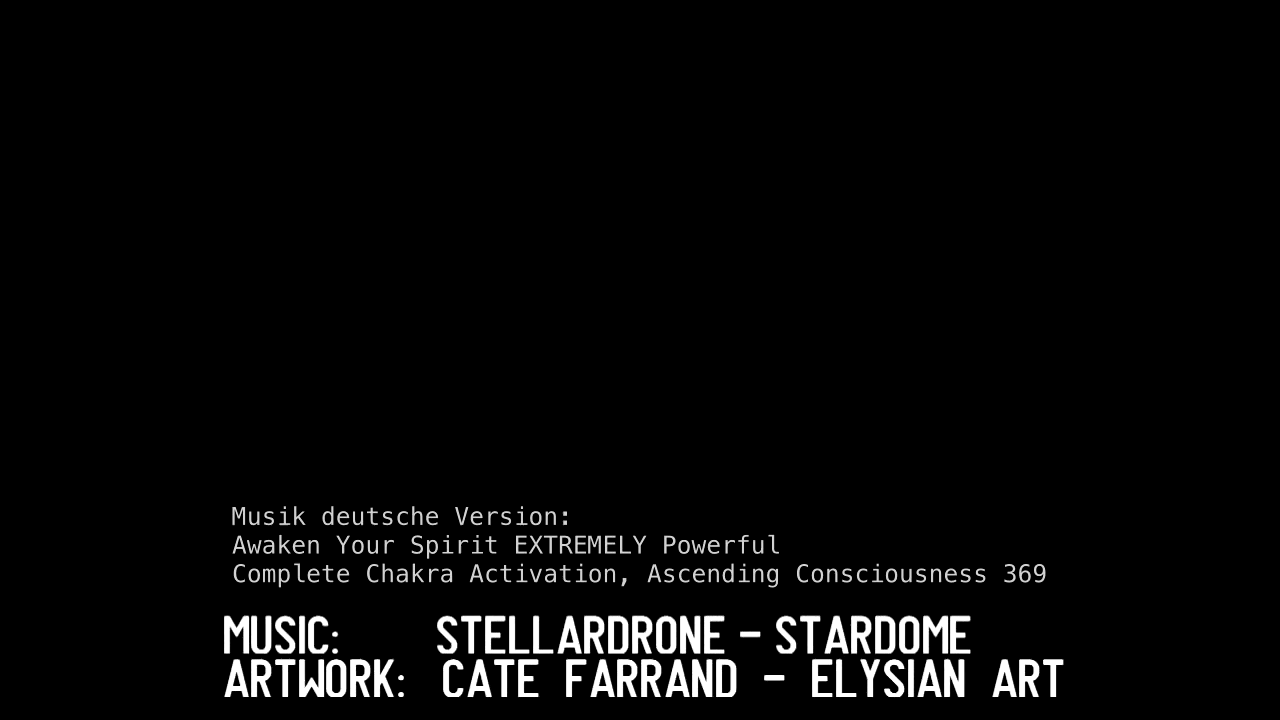 Musik deutsche Version:
Awaken Your Spirit EXTREMELY Powerful
Complete Chakra Activation, Ascending Consciousness 369
MUSIC: STELLARDRONE - STARDOME
ARTWORK: CATE FARRAND - ELYSIAN ART